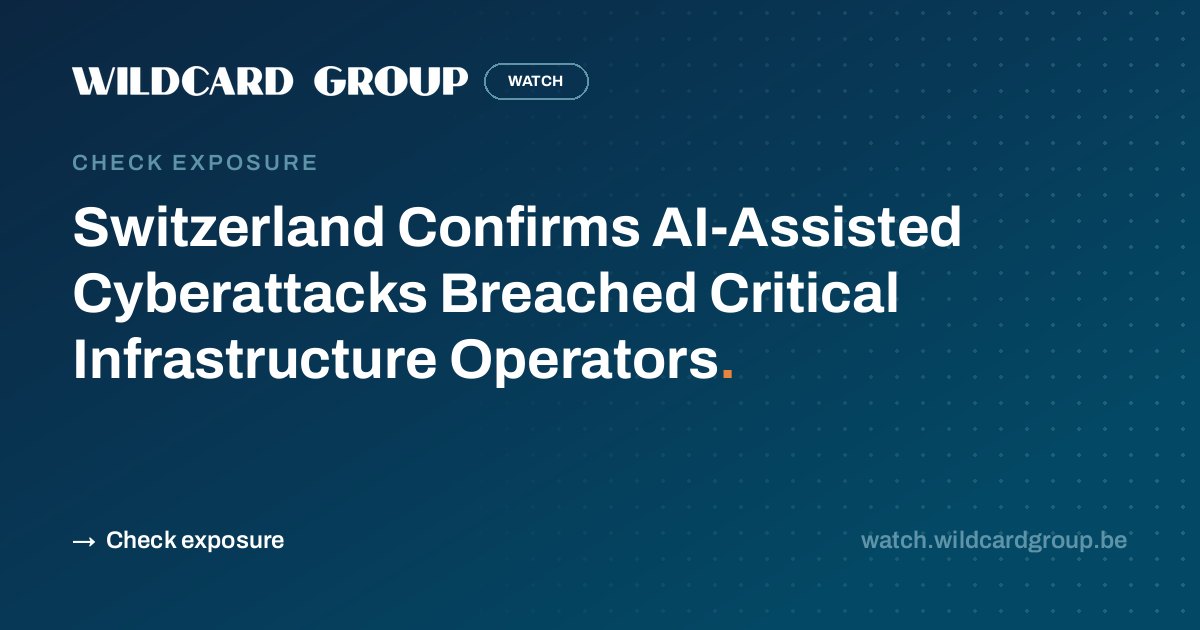 WILDCARD GROUP WATCH
CHECK EXPOSURE
Switzerland Confirms AI-Assisted
Cyberattacks Breached Critical
Infrastructure Operators.
→ Check exposure
watch.wildcardgroup.be